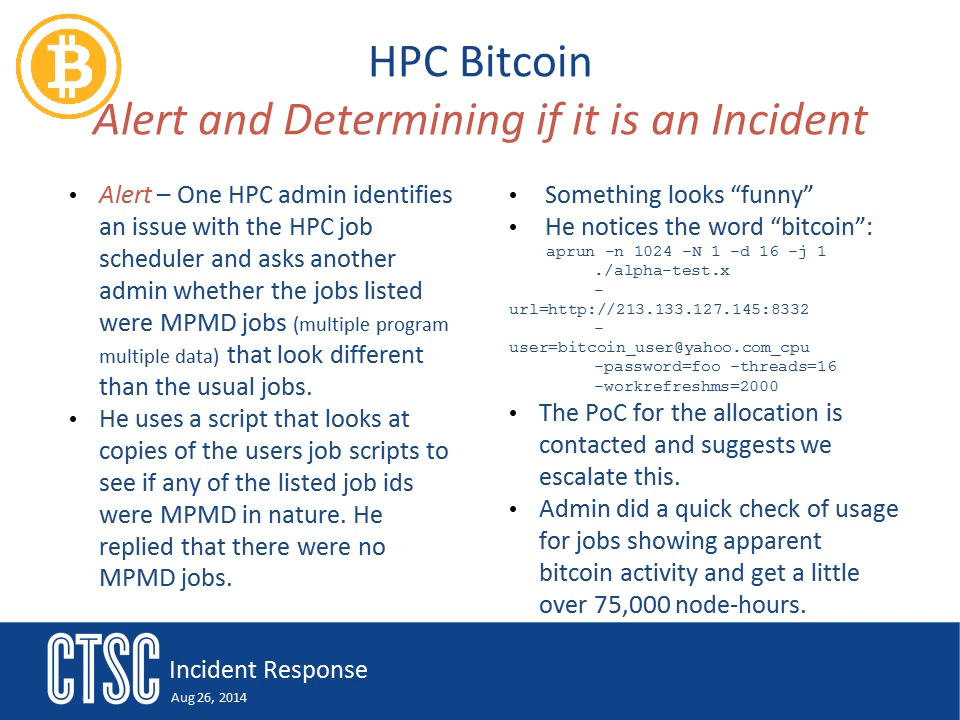 HPC Bitcoin
Alert and Determining if it is an Incident
• Alert – One HPC admin identifies
an issue with the HPC job
scheduler and asks another
admin whether the jobs listed
were MPMD jobs (multiple program
multiple data) that look different
than the usual jobs.
• He uses a script that looks at
copies of the users job scripts to
see if any of the listed job ids
were MPMD in nature. He
replied that there were no
MPMD jobs.
• Something looks “funny”
• He notices the word “bitcoin”:
aprun -n 1024 -N 1 -d 16 -j 1
./alpha-test.x
-
url=http://213.133.127.145:8332
-
user=bitcoin_user@yahoo.com_cpu
-password=foo -threads=16
-workrefreshms=2000
• The PoC for the allocation is
contacted and suggests we
escalate this.
• Admin did a quick check of usage
for jobs showing apparent
bitcoin activity and get a little
over 75,000 node-hours.
CTSC
Incident Response
Aug 26, 2014